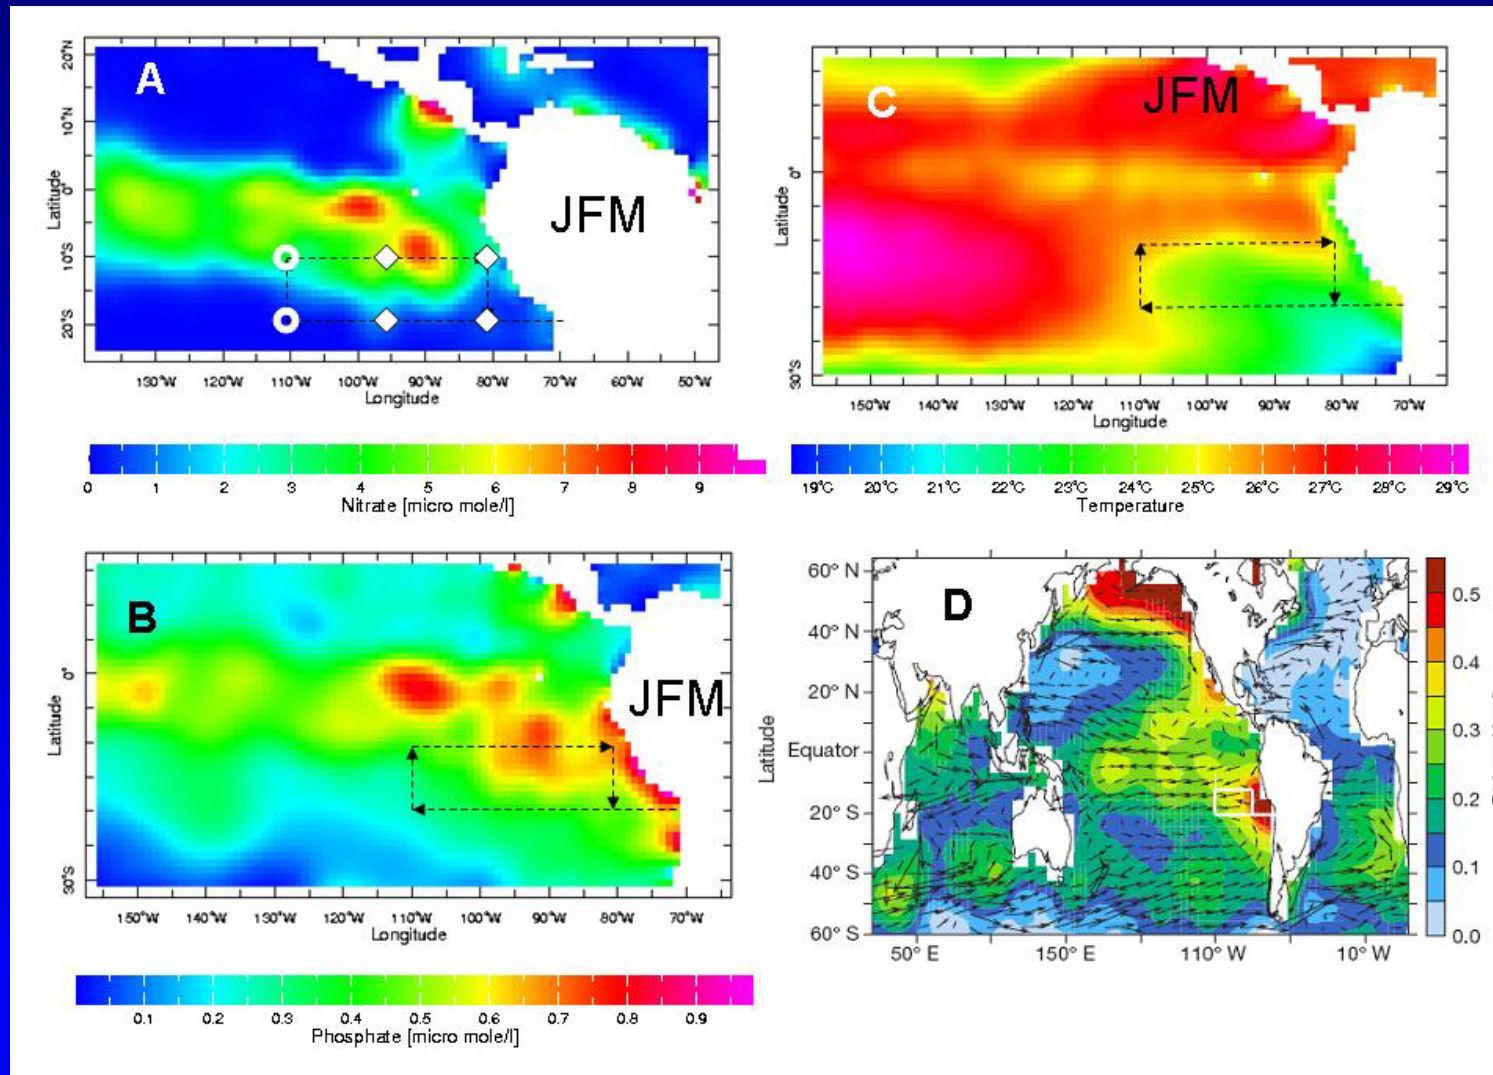 A
JFM
20°N
10°N
0°
10°S
20°S
Latitude
130°W 120°W 110°W 100°W 90°W 80°W 70°W 60°W 50°W
Longitude
0 1 2 3 4 5 6 7 8 9
Nitrate [micro mole/l]
C
JFM
0°
30°S
Latitude
150°W 140°W 130°W 120°W 110°W 100°W 90°W 80°W 70°W
Longitude
19°C 20°C 21°C 22°C 23°C 24°C 25°C 26°C 27°C 28°C 29°C
Temperature
B
JFM
0°
30°S
Latitude
150°W 140°W 130°W 120°W 110°W 100°W 90°W 80°W 70°W
Longitude
0.1 0.2 0.3 0.4 0.5 0.6 0.7 0.8 0.9
Phosphate [micro mole/l]
D
60° N
40° N
20° N
Equator
20° S
40° S
60° S
Latitude
50° E 150° E 110° W 10° W
0.5
0.4
0.3
0.2
0.1
0.0